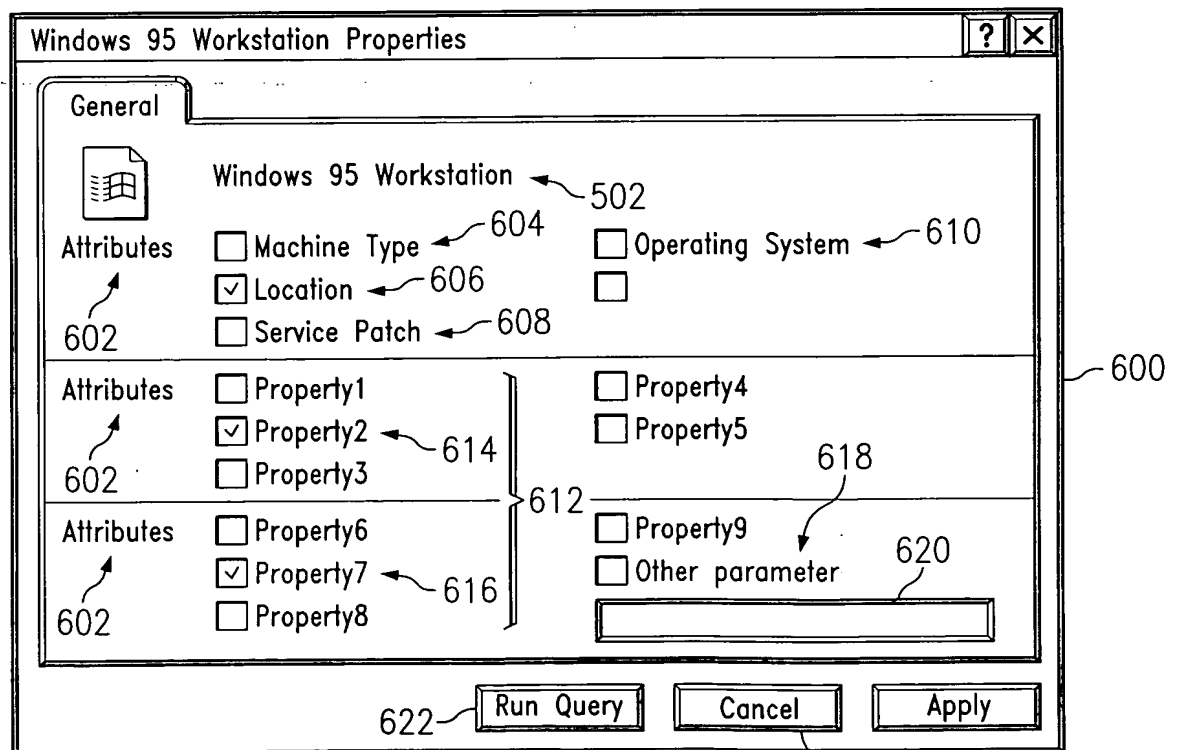 Windows 95 Workstation Properties ? ×
General
Windows 95 Workstation 502
Attributes Machine Type 604 Operating System 610
Location 606
602 Service Patch 608
600
Attributes Property1 Property4
Property2 614 Property5
602 Property3 618
612
Attributes Property6 Property9
Property7 616 Other parameter 620
602 Property8
622 Run Query Cancel Apply